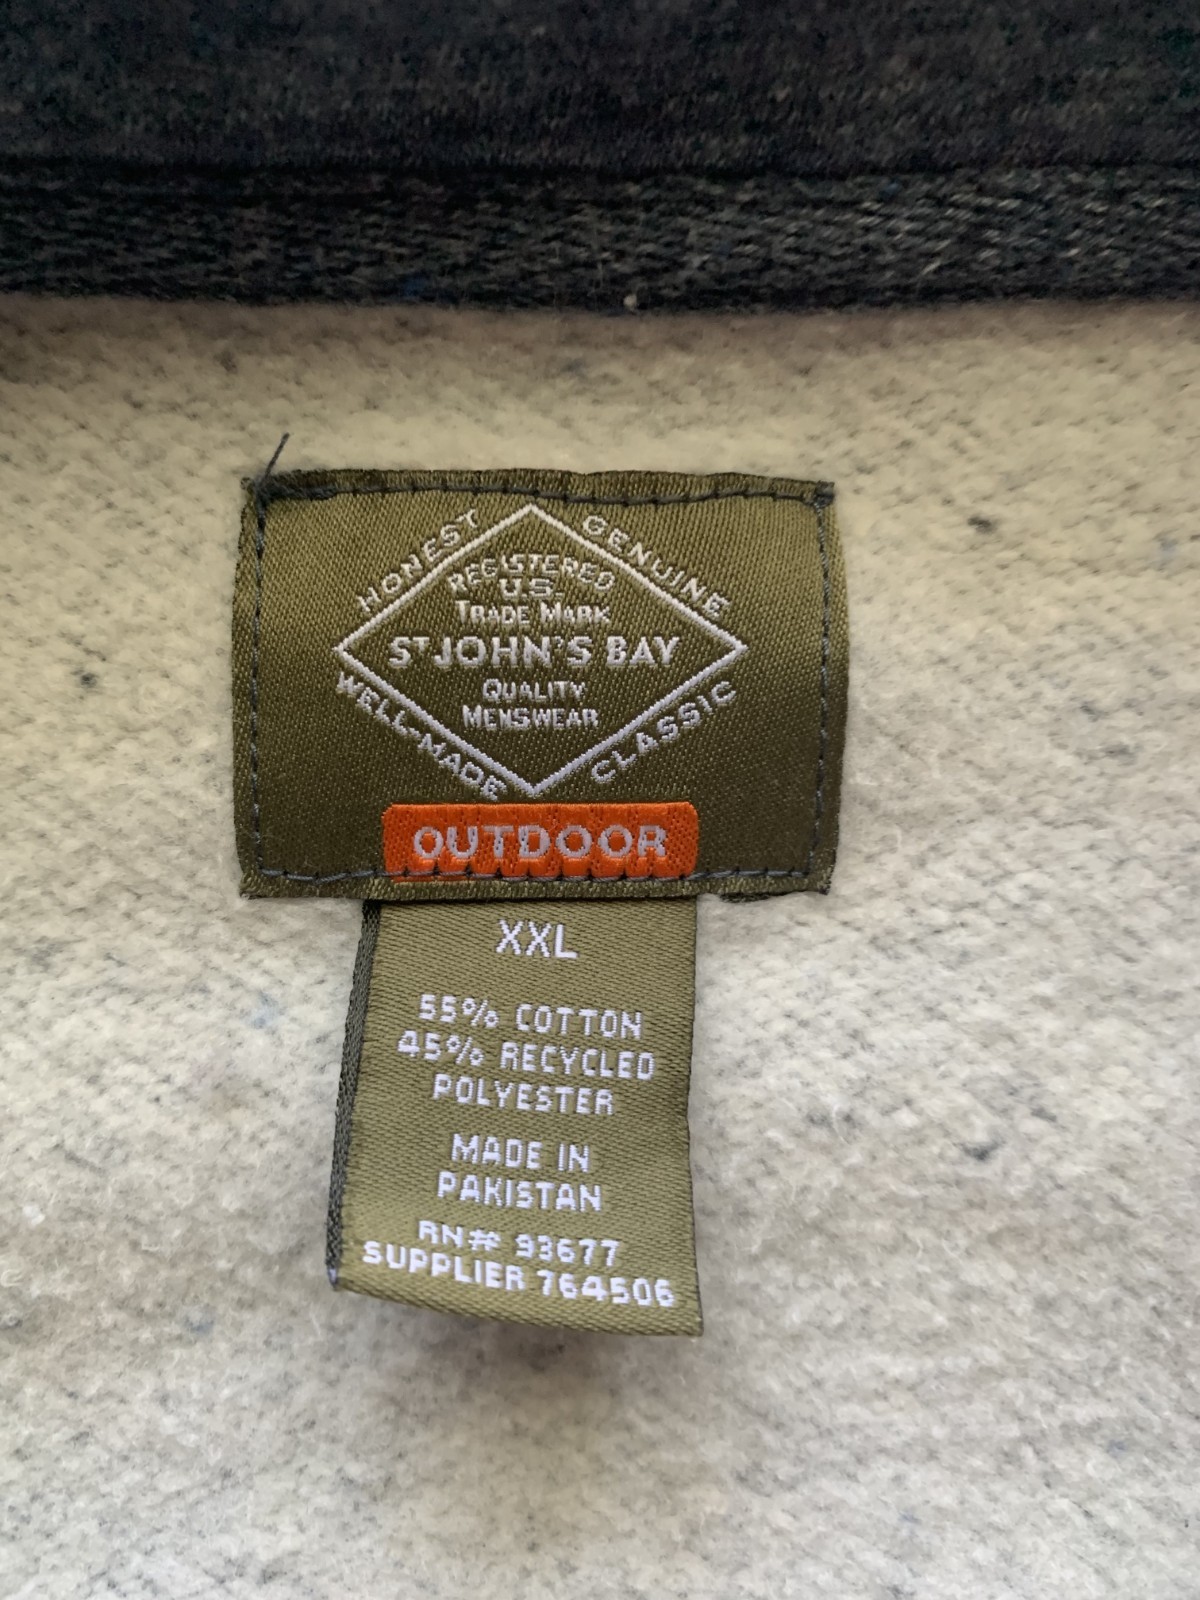 HONEST
GENUINE
REGISTERED
U.S.
TRADE MARK
ST JOHN'S BAY
QUALITY
MENSWEAR
WELL-MADE
CLASSIC
OUTDOOR
XXL
55% COTTON
45% RECYCLED
POLYESTER
MADE IN
PAKISTAN
RN# 93677
SUPPLIER 764506